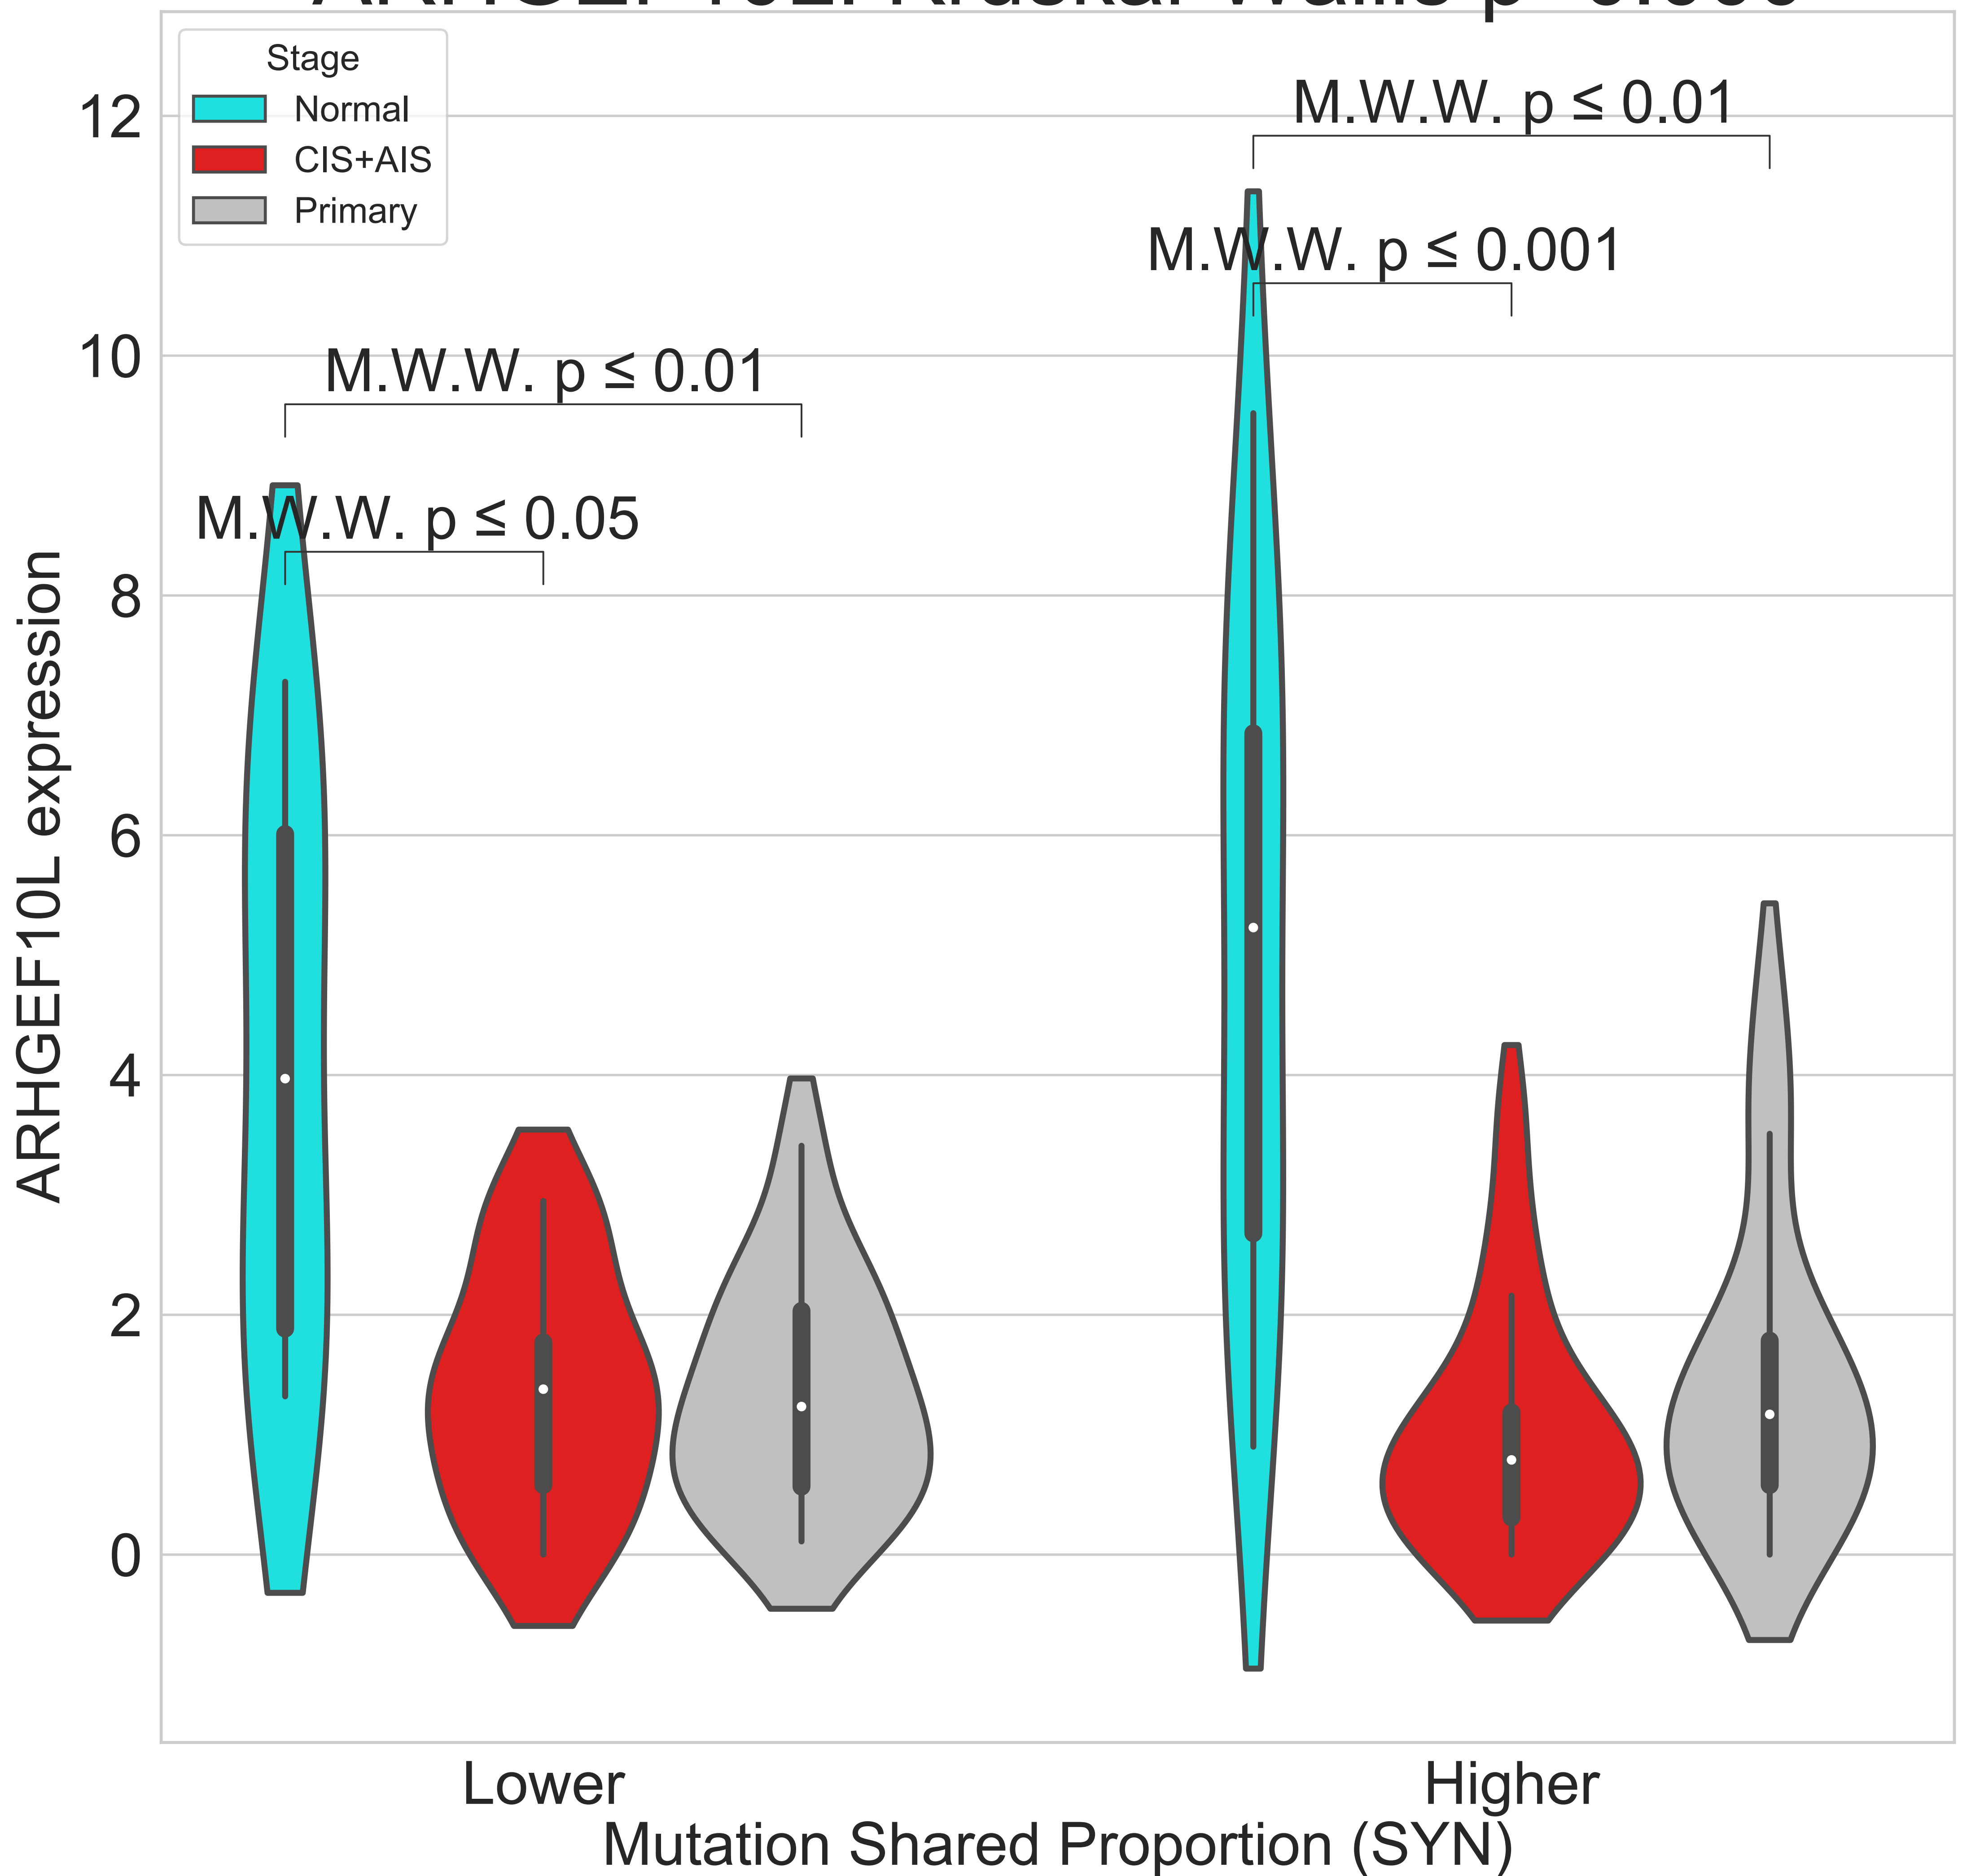 Stage
Normal
CIS+AIS
Primary
M.W.W. p ≤ 0.01
M.W.W. p ≤ 0.001
M.W.W. p ≤ 0.01
M.W.W. p ≤ 0.05
ARHGEF10L expression
12
10
8
6
4
2
0
Lower
Higher
Mutation Shared Proportion (SYN)